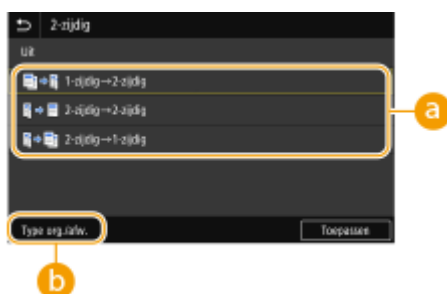 2-zijdig
Uit
1-zijdig→2-zijdig
2-zijdig→2-zijdig
2-zijdig→1-zijdig
a
Type org./afw.
Toepassen
b